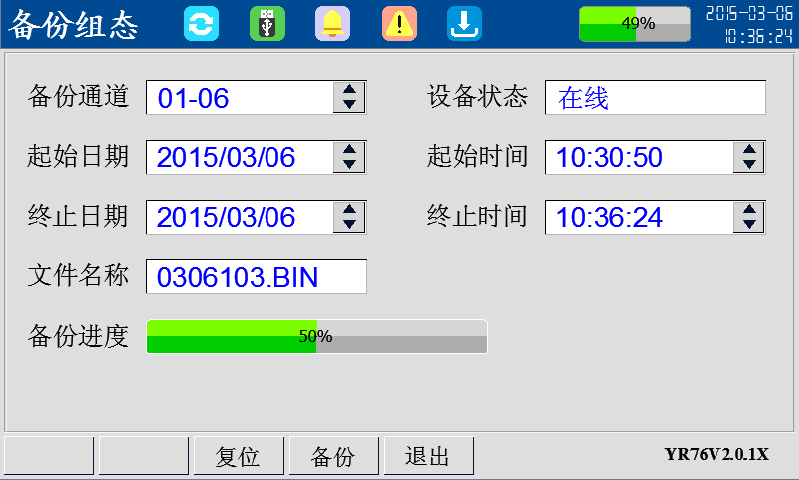 备份组态 49% 2015-03-06
10:36:24
备份通道 01-06 设备状态 在线
起始日期 2015/03/06 起始时间 10:30:50
终止日期 2015/03/06 终止时间 10:36:24
文件名称 0306103.BIN
备份进度 50%
复位 备份 退出 YR76V2.0.1X